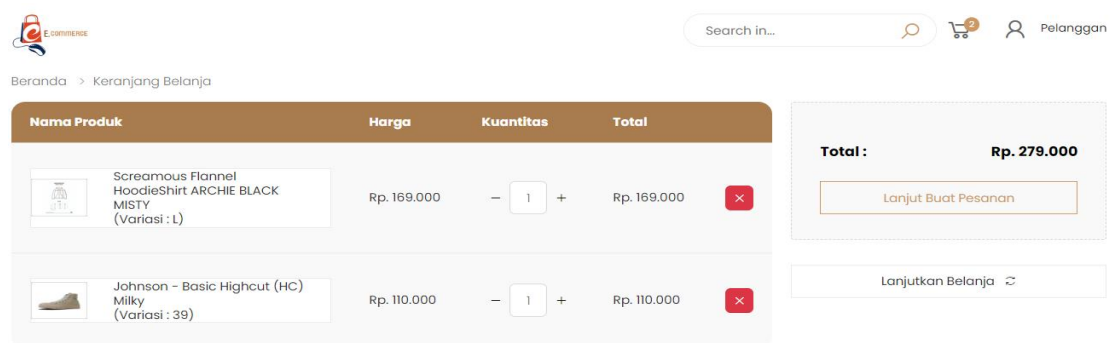 E.COMMERCE
Search in...
2
Pelanggan
Beranda > Keranjang Belanja
Nama Produk Harga Kuantitas Total
Screamous Flannel
HoodieShirt ARCHIE BLACK
MISTY
(Variasi : L)
Rp. 169.000 − 1 + Rp. 169.000 ×
Johnson - Basic Highcut (HC)
Milky
(Variasi : 39)
Rp. 110.000 − 1 + Rp. 110.000 ×
Total : Rp. 279.000
Lanjut Buat Pesanan
Lanjutkan Belanja